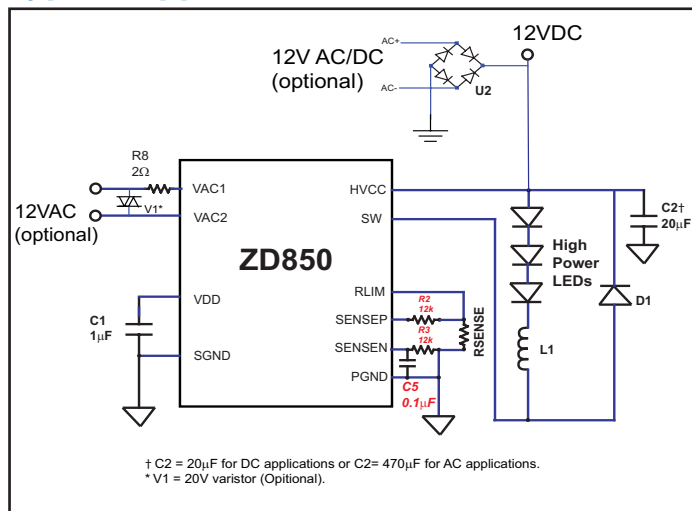 12VDC
12V AC/DC
(optional)
AC+
AC-
U2
R8
2Ω
V1*
12VAC
(optional)
VAC1
VAC2
VDD
SGND
ZD850
HVCC
SW
RLIM
SENSEP
SENSEN
PGND
R2
12k
R3
12k
RSENSE
C5
0.1µF
C1
1µF
High
Power
LEDs
L1
D1
C2†
20µF
† C2 = 20µF for DC applications or C2= 470µF for AC applications.
* V1 = 20V varistor (Optional).